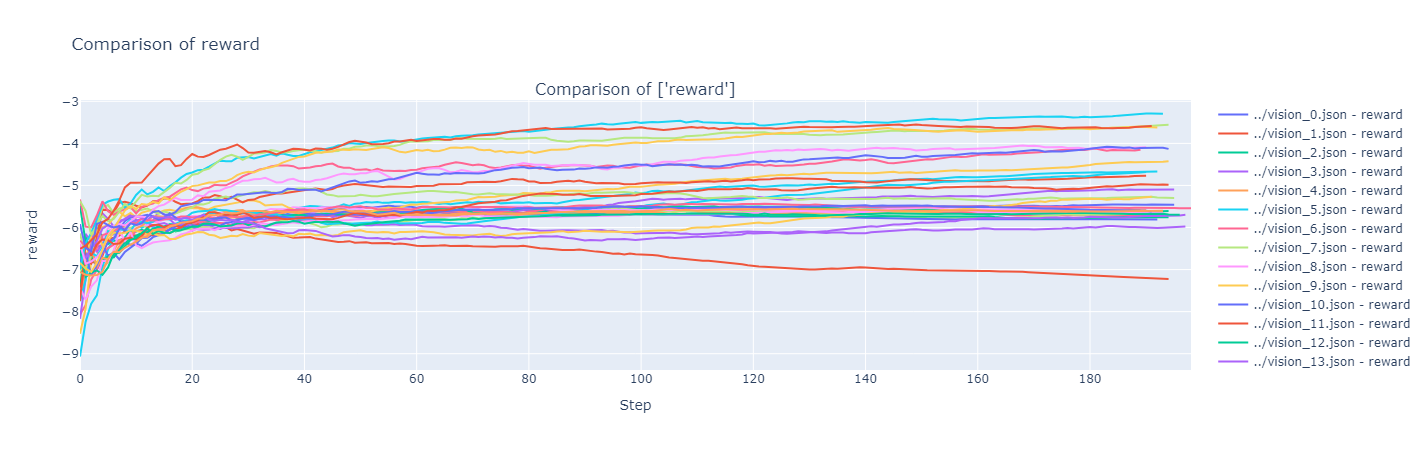 Comparison of reward
Comparison of ['reward']
−3
−4
−5
−6
−7
−8
−9
reward
0
20
40
60
80
100
120
140
160
180
Step
../vision_0.json - reward
../vision_1.json - reward
../vision_2.json - reward
../vision_3.json - reward
../vision_4.json - reward
../vision_5.json - reward
../vision_6.json - reward
../vision_7.json - reward
../vision_8.json - reward
../vision_9.json - reward
../vision_10.json - reward
../vision_11.json - reward
../vision_12.json - reward
../vision_13.json - reward